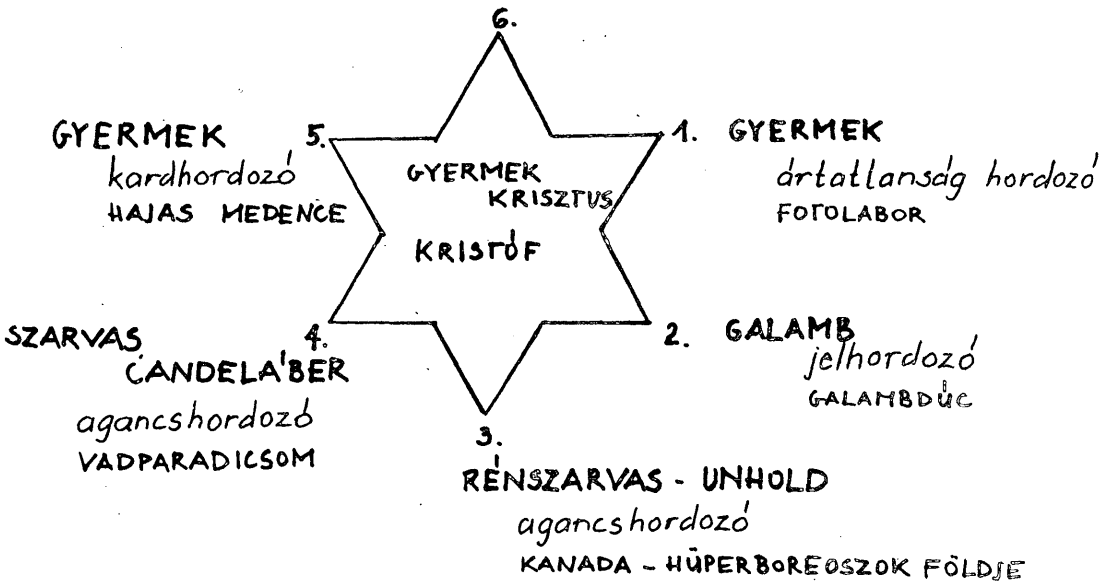 6.
GYERMEK 5.
kardhordozó
HAJAS MEDENCE
GYERMEK
KRISZTUS
KRISTÓF
1. GYERMEK
ártatlanság hordozó
FOTOLABOR
SZARVAS 4.
CANDELÁBER
agancshordozó
VADPARADICSOM
2. GALAMB
jelhordozó
GALAMBDÚC
3.
RÉNSZARVAS - UNHOLD
agancshordozó
KANADA - HÜPERBOREOSZOK FÖLDJE